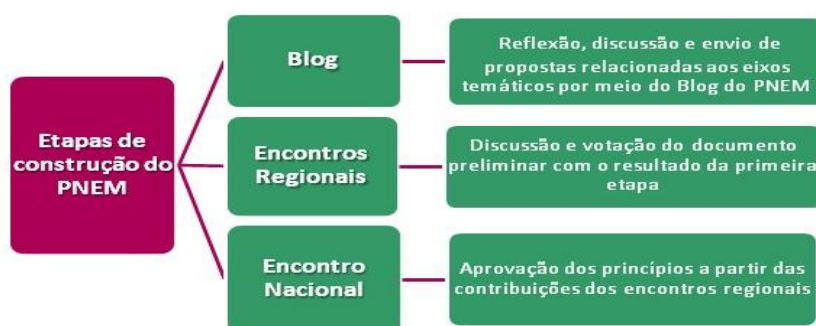 Etapas de
construção do
PNEM
Blog
Reflexão, discussão e envio de
propostas relacionadas aos eixos
temáticos por meio do Blog do PNEM
Encontros
Regionais
Discussão e votação do documento
preliminar com o resultado da primeira
etapa
Encontro
Nacional
Aprovação dos princípios a partir das
contribuições dos encontros regionais